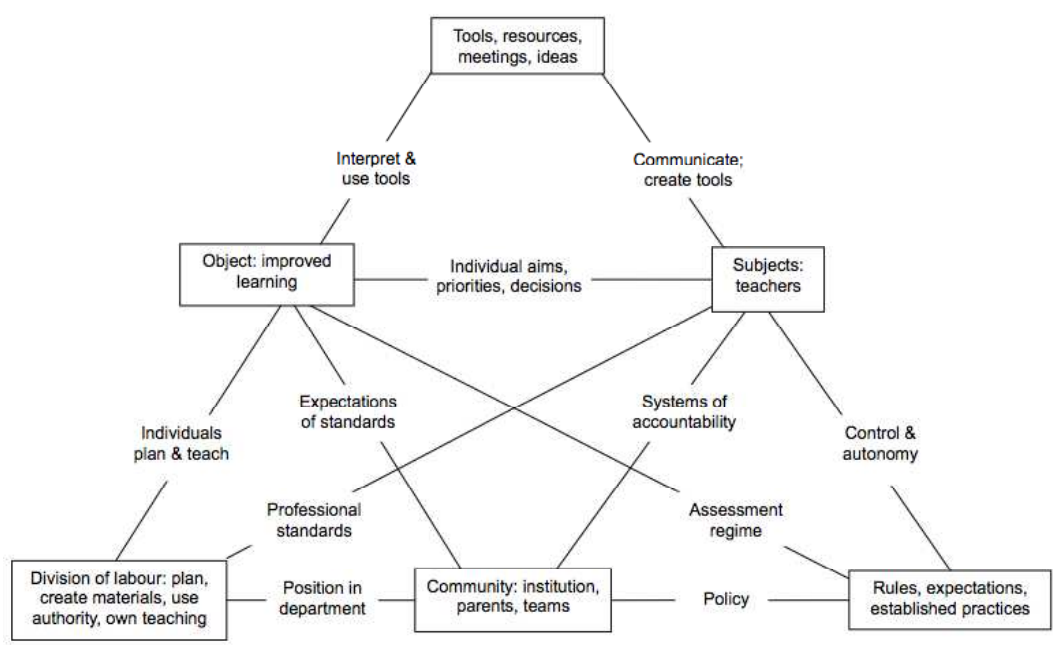 Tools, resources,
meetings, ideas
Interpret &
use tools
Communicate;
create tools
Object: improved
learning
Individual aims,
priorities, decisions
Subjects:
teachers
Expectations
of standards
Systems of
accountability
Individuals
plan & teach
Control &
autonomy
Professional
standards
Assessment
regime
Division of labour: plan,
create materials, use
authority, own teaching
Position in
department
Community: institution,
parents, teams
Policy
Rules, expectations,
established practices